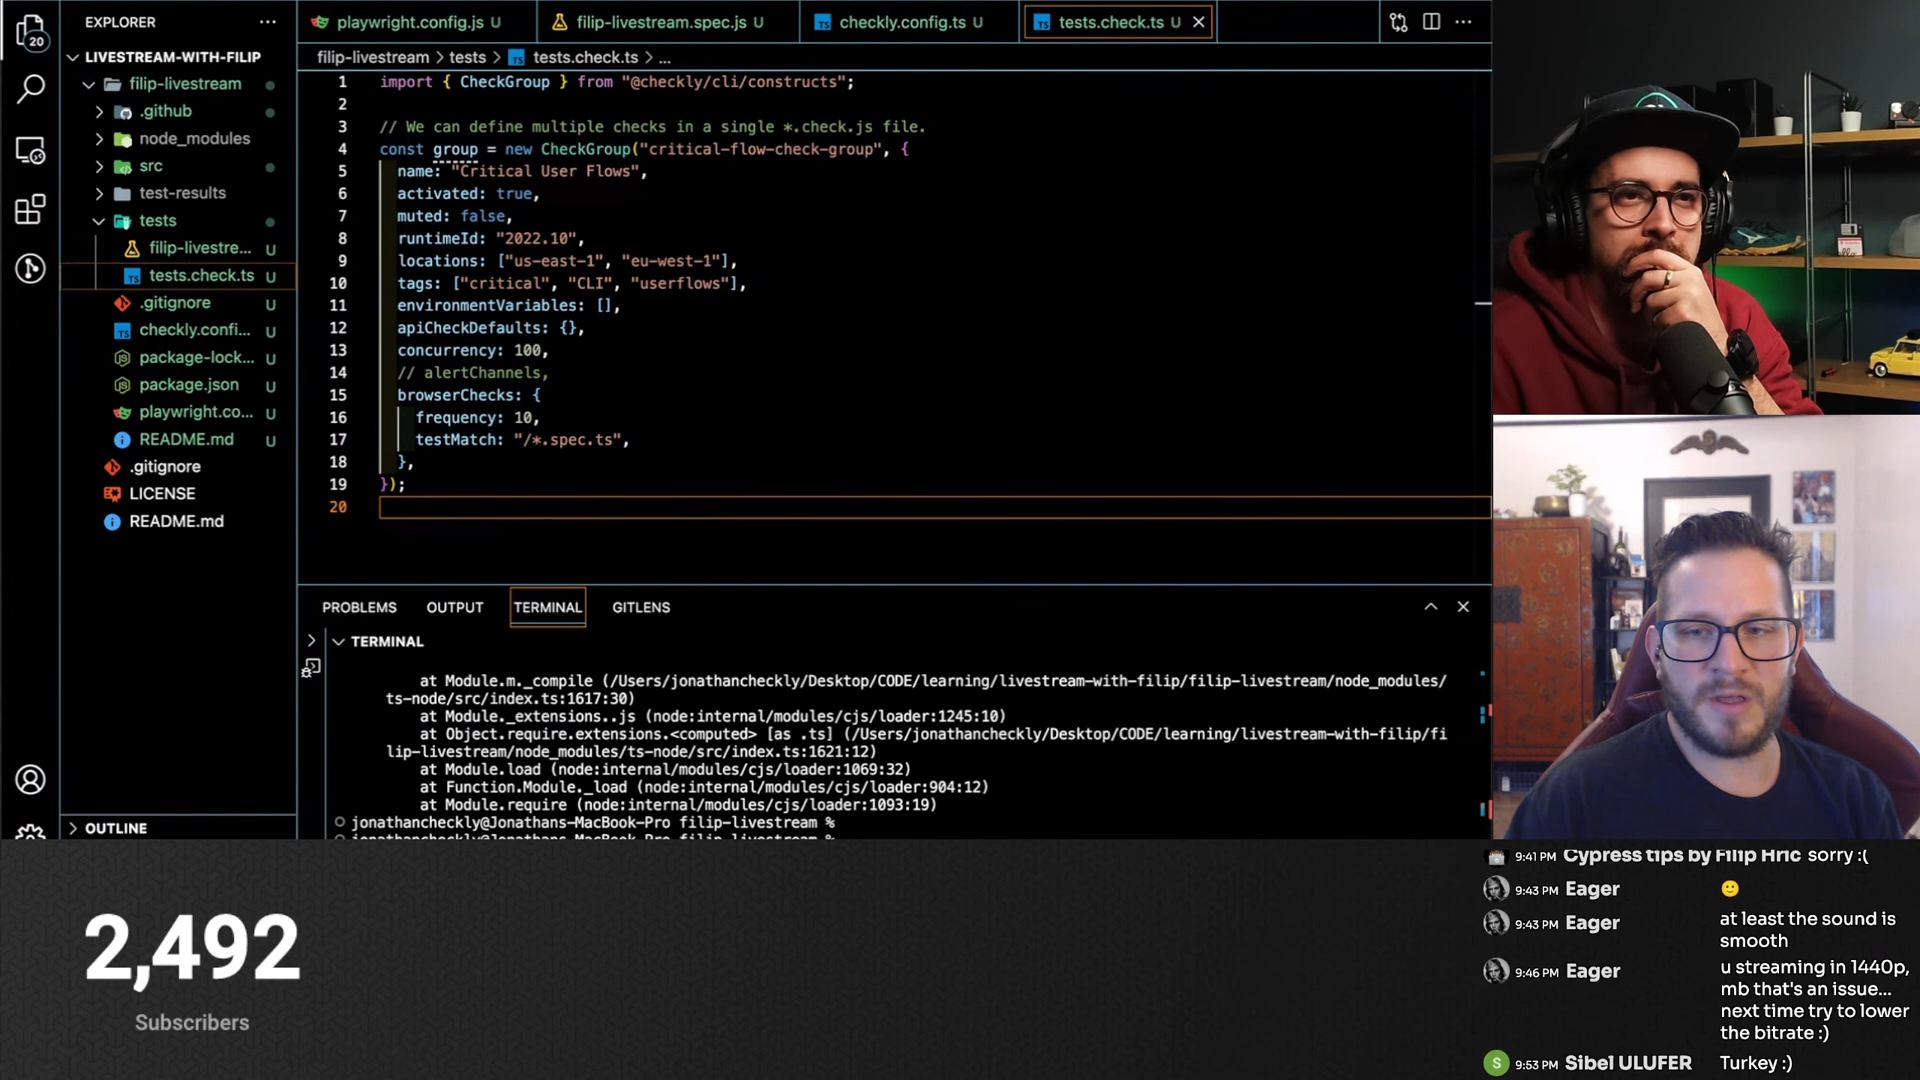 20
EXPLORER
LIVESTREAM-WITH-FILIP
filip-livestream
.github
node_modules
src
test-results
tests
filip-livestre... U
tests.check.ts U
.gitignore U
checkly.confi... U
package-lock... U
package.json U
playwright.co... U
README.md U
.gitignore
LICENSE
README.md
OUTLINE
playwright.config.js U
filip-livestream.spec.js U
checkly.config.ts U
tests.check.ts U
filip-livestream > tests > tests.check.ts > ...
1 import { CheckGroup } from "@checkly/cli/constructs";
2
3 // We can define multiple checks in a single *.check.js file.
4 const group = new CheckGroup("critical-flow-check-group", {
5 name: "Critical User Flows",
6 activated: true,
7 muted: false,
8 runtimeId: "2022.10",
9 locations: ["us-east-1", "eu-west-1"],
10 tags: ["critical", "CLI", "userflows"],
11 environmentVariables: [],
12 apiCheckDefaults: {},
13 concurrency: 100,
14 // alertChannels,
15 browserChecks: {
16 frequency: 10,
17 testMatch: "/*.spec.ts",
18 },
19 });
20
PROBLEMS OUTPUT TERMINAL GITLENS
TERMINAL
at Module.m._compile (/Users/jonathancheckly/Desktop/CODE/learning/livestream-with-filip/filip-livestream/node_modules/
ts-node/src/index.ts:1617:30)
at Module._extensions..js (node:internal/modules/cjs/loader:1245:10)
at Object.require.extensions.<computed> [as .ts] (/Users/jonathancheckly/Desktop/CODE/learning/livestream-with-filip/fi
lip-livestream/node_modules/ts-node/src/index.ts:1621:12)
at Module.load (node:internal/modules/cjs/loader:1069:32)
at Function.Module._load (node:internal/modules/cjs/loader:904:12)
at Module.require (node:internal/modules/cjs/loader:1093:19)
jonathancheckly@Jonathans-MacBook-Pro filip-livestream %
jonathancheckly@Jonathans-MacBook-Pro filip-livestream %
2,492
Subscribers
9:41 PM Cypress tips by Filip Hric sorry :(
9:43 PM Eager 🙂
9:43 PM Eager at least the sound is
smooth
9:46 PM Eager u streaming in 1440p,
mb that's an issue...
next time try to lower
the bitrate :)
S 9:53 PM Sibel ULUFER Turkey :)